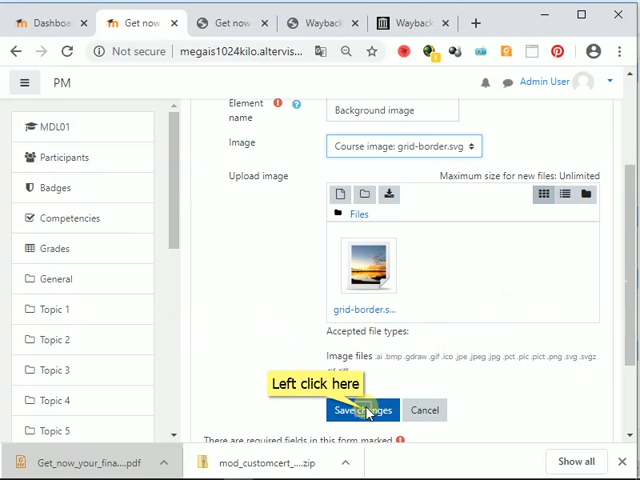 Dashboa
Get now
Get now
Wayback
Wayback
Not secure
megais1024kilo.altervis...
PM
Admin User
MDL01
Participants
Badges
Competencies
Grades
General
Topic 1
Topic 2
Topic 3
Topic 4
Topic 5
Element
name
Background image
Image
Course image: grid-border.svg
Upload image
Maximum size for new files: Unlimited
Files
grid-border.s...
Accepted file types:
Image files .ai .bmp .gdraw .gif .ico .jpe .jpeg .jpg .pct .pic .pict .png .svg .svgz
Left click here
Save changes
Cancel
There are required fields in this form marked
Get_now_your_fina....pdf
mod_customcert_....zip
Show all